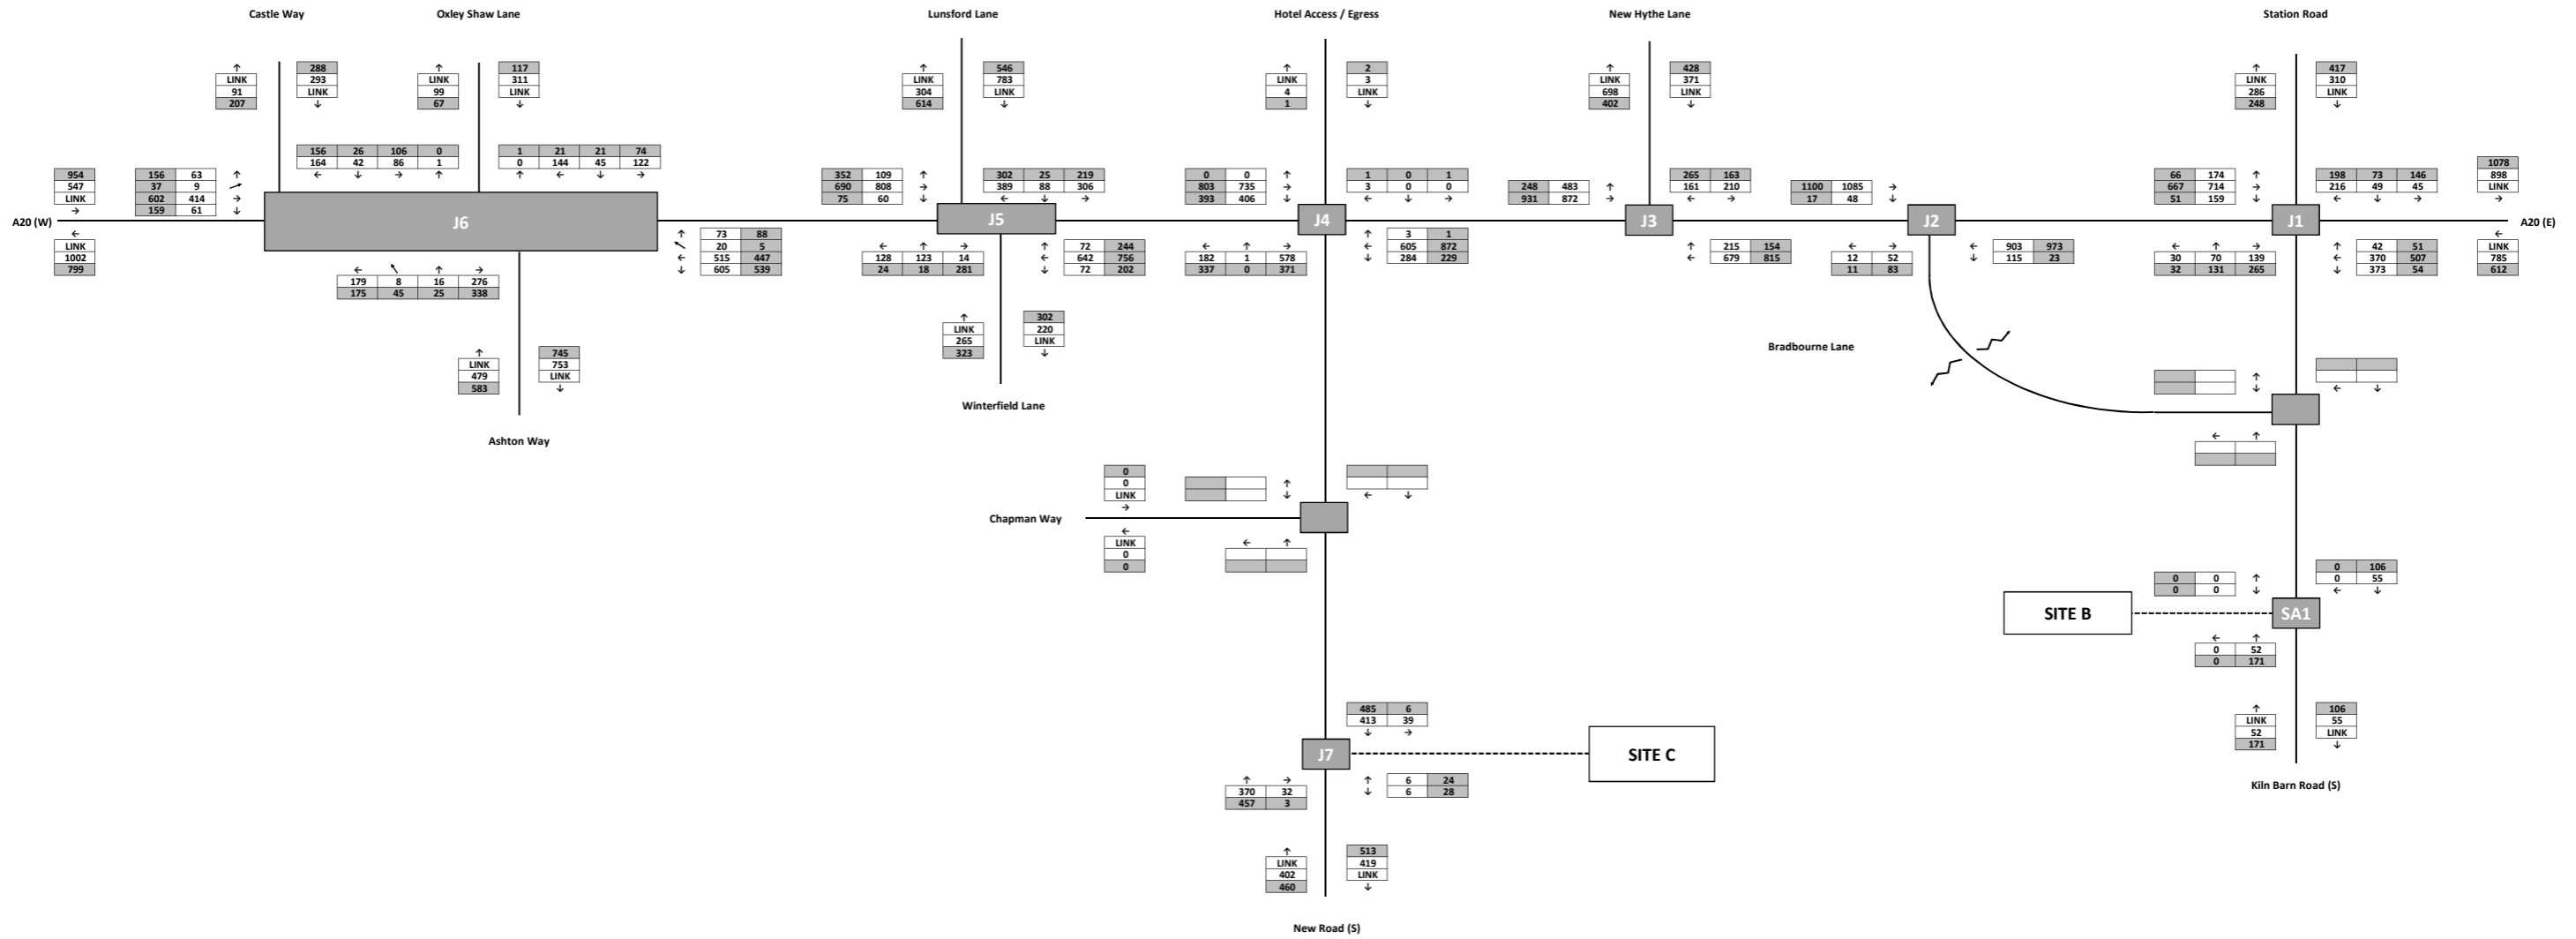 Castle Way
Oxley Shaw Lane
Lunsford Lane
Hotel Access / Egress
New Hythe Lane
Station Road
↑
LINK
91
207
288
293
LINK
↓
↑
LINK
99
67
117
311
LINK
↓
↑
LINK
304
614
546
783
LINK
↓
↑
LINK
4
1
2
3
LINK
↓
↑
LINK
698
402
428
371
LINK
↓
↑
LINK
286
248
417
310
LINK
↓
954
547
LINK
→
156 63 ↑
37 9
602 414 →
159 61 ↓
156 26 106 0
164 42 86 1
← ↓ → ↑
1 21 21 74
0 144 45 122
↑ ← ↓ →
352 109 ↑
690 808 →
75 60 ↓
302 25 219
389 88 306
← ↓ →
0 0 ↑
803 735 →
393 406 ↓
1 0 1
3 0 0
← ↓ →
248 483 ↑
931 872 →
265 163
161 210
← →
1100 1085 →
17 48 ↓
66 174 ↑
667 714 →
51 159 ↓
198 73 146
216 49 45
← ↓ →
1078
898
LINK
→
A20 (W)
J6
J5
J4
J3
J2
J1
A20 (E)
←
LINK
1002
799
← ↖ ↑ →
179 8 16 276
175 45 25 338
↑ 73 88
↖ 20 5
← 515 447
↓ 605 539
← ↑ →
128 123 14
24 18 281
↑ 72 244
← 642 756
↓ 72 202
← ↑ →
182 1 578
337 0 371
↑ 3 1
← 605 872
↓ 284 229
↑ 215 154
← 679 815
← →
12 52
11 83
← 903 973
↓ 115 23
← ↑ →
30 70 139
32 131 265
↑ 42 51
← 370 507
↓ 373 54
←
LINK
785
612
↑
LINK
479
583
745
753
LINK
↓
Ashton Way
↑
LINK
265
323
302
220
LINK
↓
Winterfield Lane
Bradbourne Lane
↑
↓
← ↓
← ↑
0
0
LINK
→
↑
↓
← ↓
Chapman Way
←
LINK
0
0
← ↑
0 0 ↑
0 0 ↓
0 106
0 55
← ↓
SITE B
SA1
← ↑
0 52
0 171
↑
LINK
52
171
106
55
LINK
↓
Kiln Barn Road (S)
485 6
413 39
↓ →
J7
SITE C
↑ →
370 32
457 3
↑ 6 24
↓ 6 28
↑
LINK
402
460
513
419
LINK
↓
New Road (S)